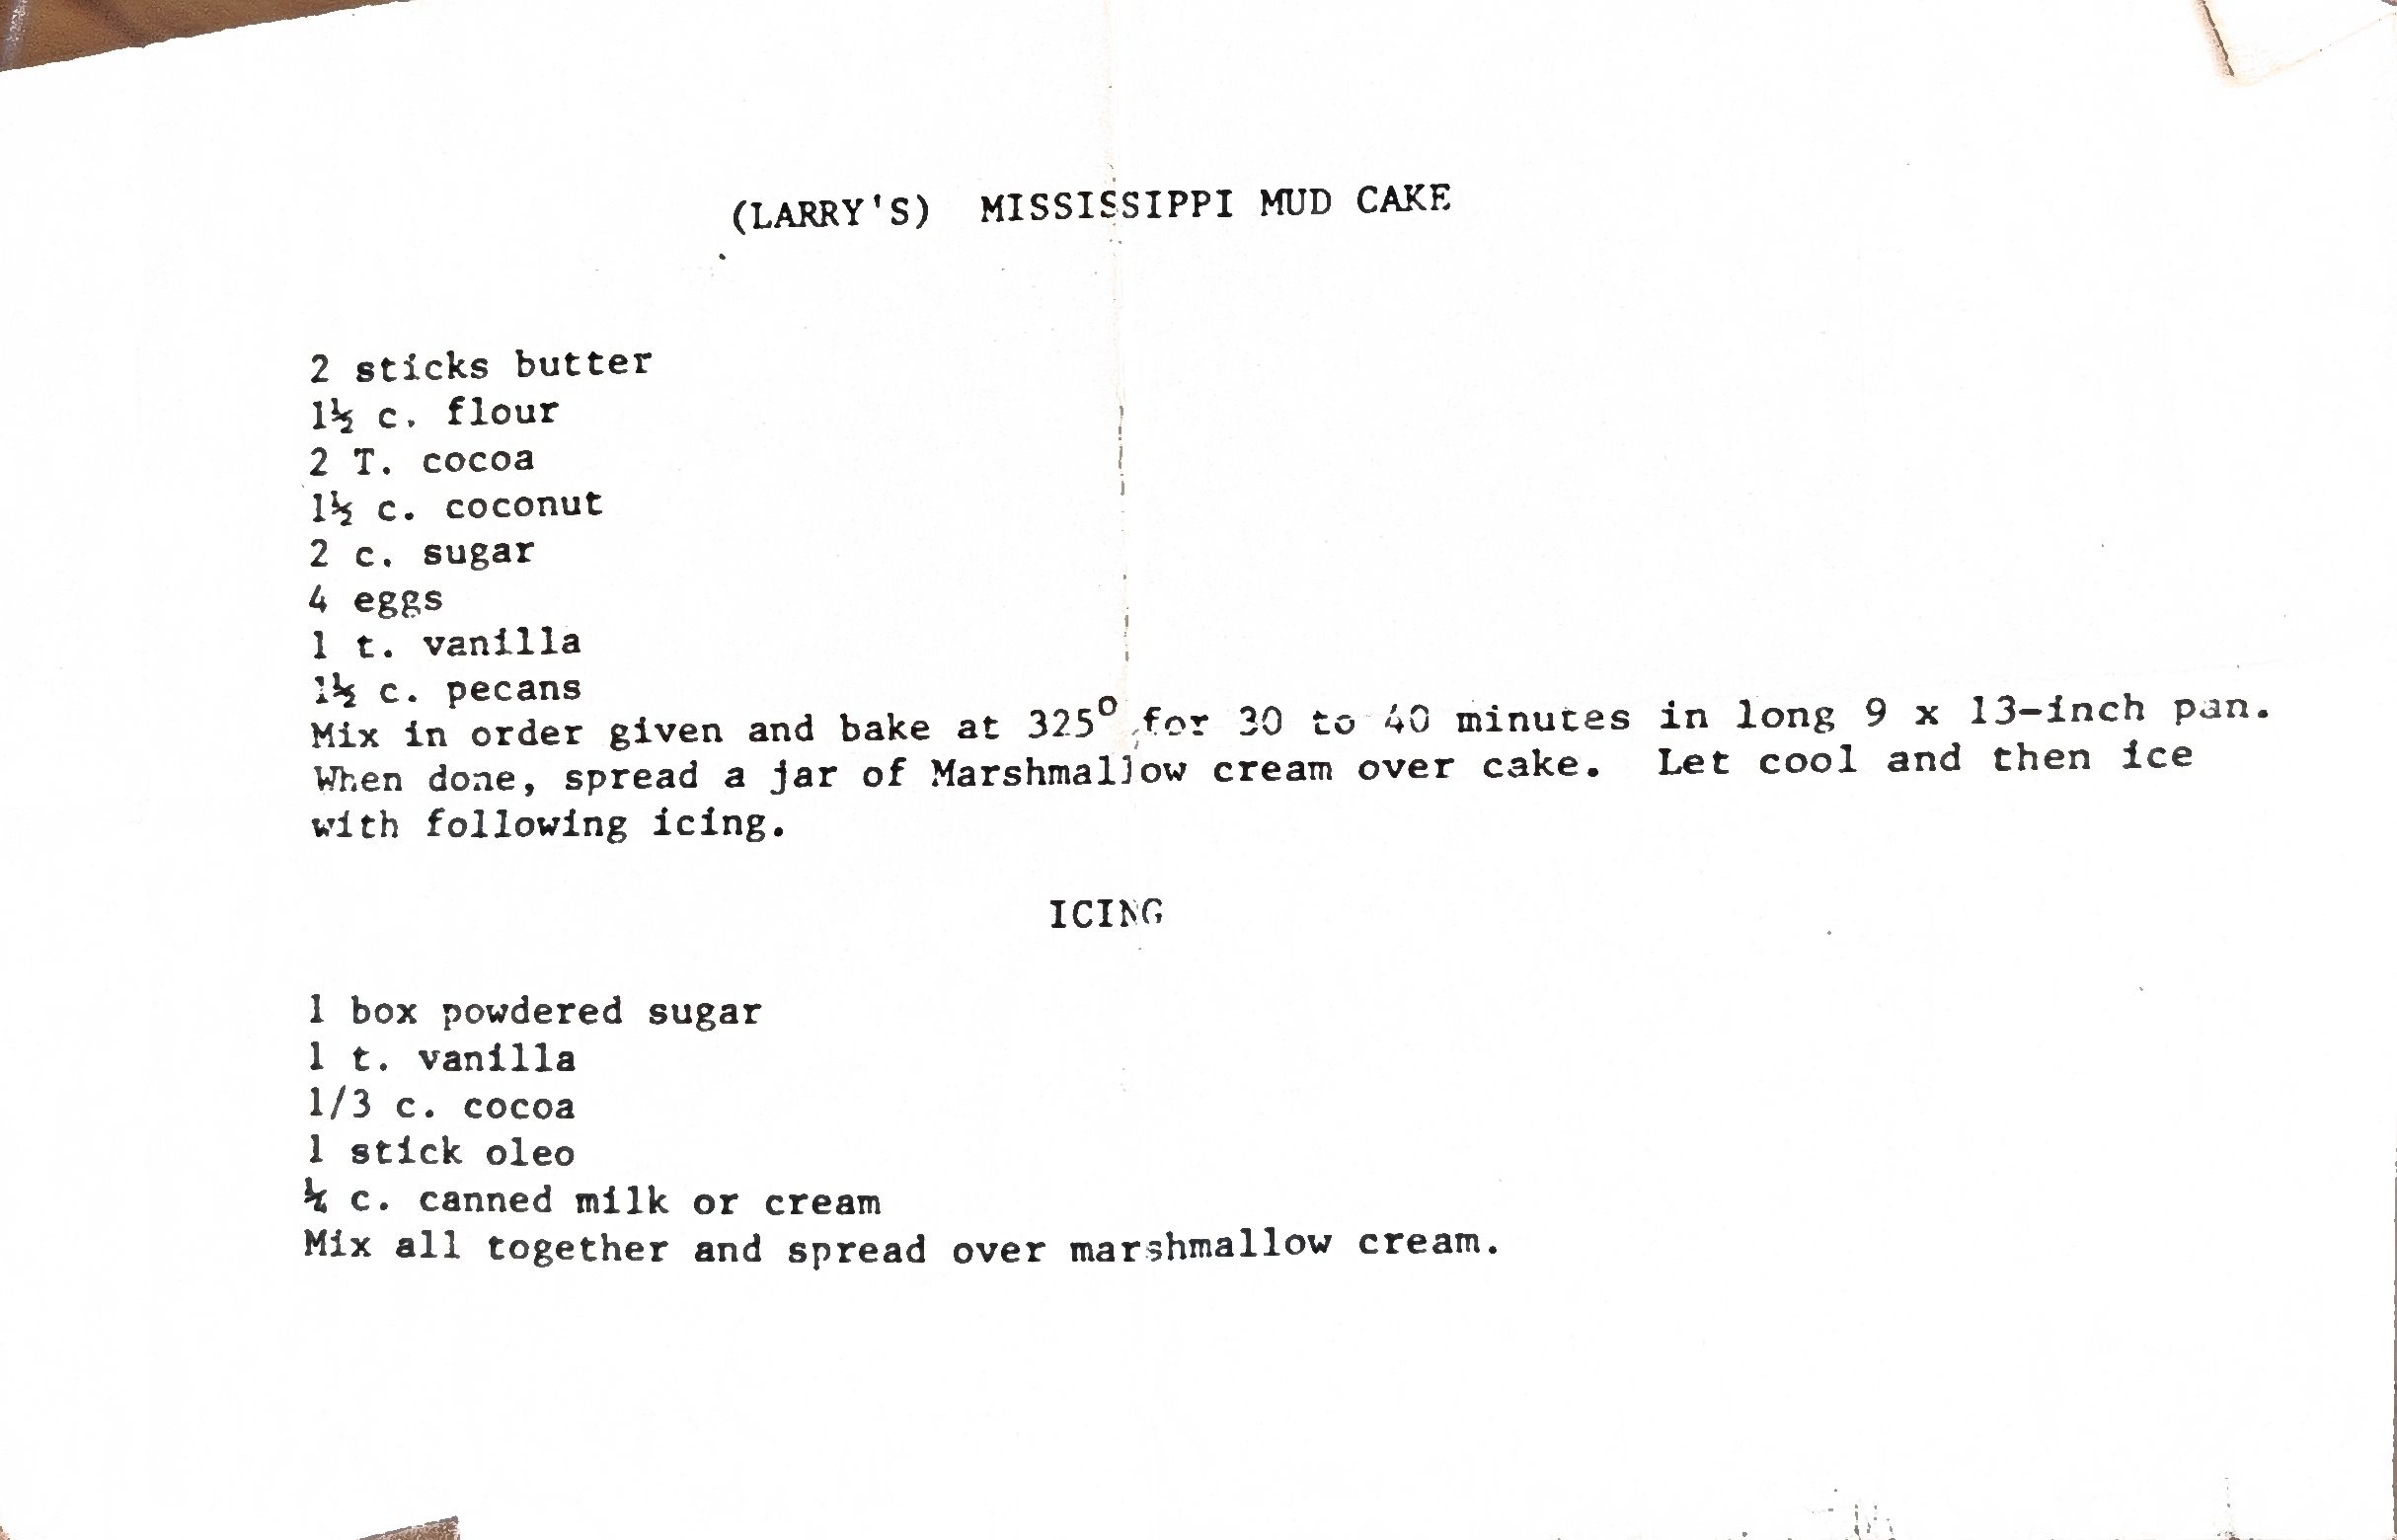 (LARRY'S) MISSISSIPPI MUD CAKE
2 sticks butter
1½ c. flour
2 T. cocoa
1½ c. coconut
2 c. sugar
4 eggs
1 t. vanilla
1½ c. pecans
Mix in order given and bake at 325° for 30 to 40 minutes in long 9 x 13-inch pan.
When done, spread a jar of Marshmallow cream over cake. Let cool and then ice
with following icing.
ICING
1 box powdered sugar
1 t. vanilla
1/3 c. cocoa
1 stick oleo
¼ c. canned milk or cream
Mix all together and spread over marshmallow cream.